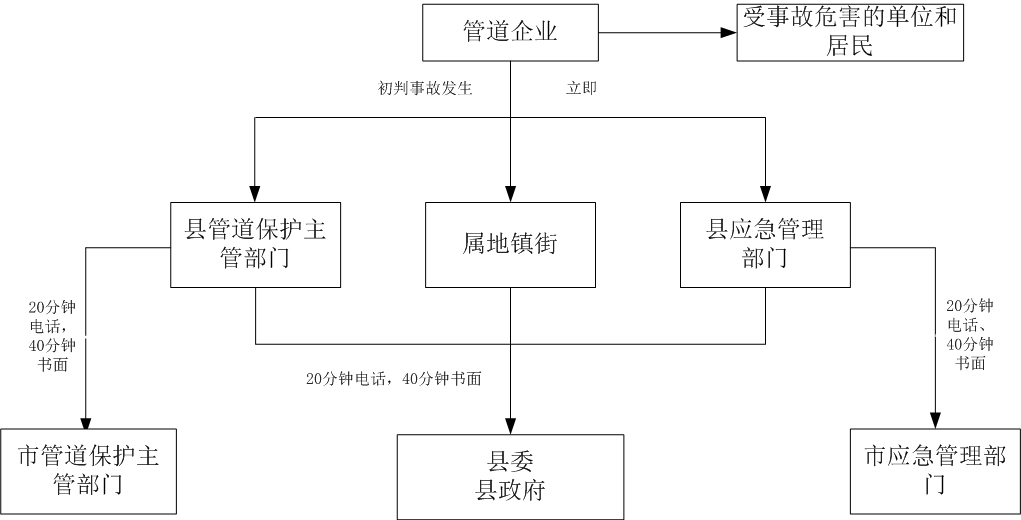 管道企业
受事故危害的单位和
居民
初判事故发生
立即
县管道保护主
管部门
属地镇街
县应急管理
部门
20分钟
电话，
40分钟
书面
20分钟
电话、
40分钟
书面
20分钟电话，40分钟书面
市管道保护主
管部门
县委
县政府
市应急管理部
门